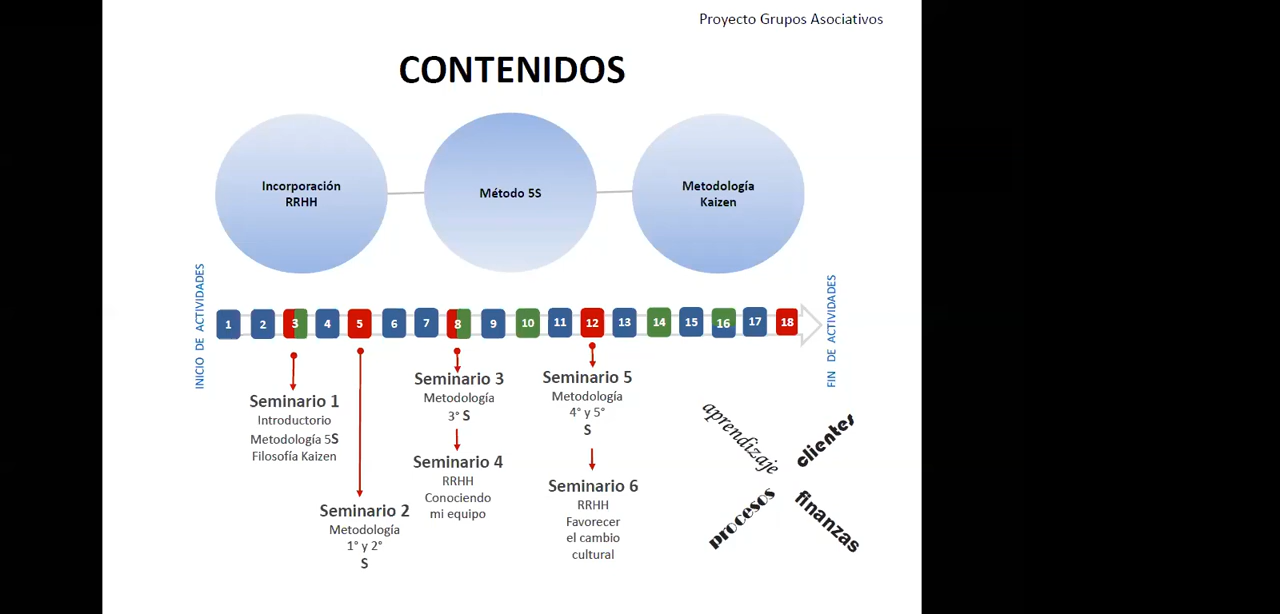 Proyecto Grupos Asociativos
CONTENIDOS
Incorporación
RRHH
Método 5S
Metodología
Kaizen
INICIO DE ACTIVIDADES
1 2 3 4 5 6 7 8 9 10 11 12 13 14 15 16 17 18
FIN DE ACTIVIDADES
Seminario 1
Introductorio
Metodología 5S
Filosofía Kaizen
Seminario 2
Metodología
1° y 2°
S
Seminario 3
Metodología
3° S
Seminario 4
RRHH
Conociendo
mi equipo
Seminario 5
Metodología
4° y 5°
S
Seminario 6
RRHH
Favorecer
el cambio
cultural
aprendizaje
clientes
procesos
finanzas